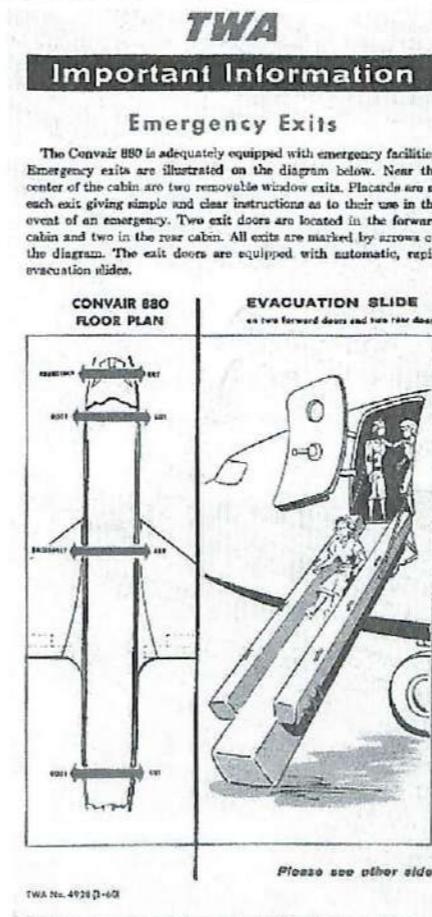 TWA
Important Information
Emergency Exits
The Convair 880 is adequately equipped with emergency facilitie
Emergency exits are illustrated on the diagram below. Near th
center of the cabin are two removable window exits. Placards are a
each exit giving simple and clear instructions as to their use in th
event of an emergency. Two exit doors are located in the forwar
cabin and two in the rear cabin. All exits are marked by arrows o
the diagram. The exit doors are equipped with automatic, rapi
evacuation slides.
CONVAIR 880
FLOOR PLAN
EVACUATION SLIDE
on two forward doors and two rear doo
Please see other side
TWA No. 4928 (3-60)